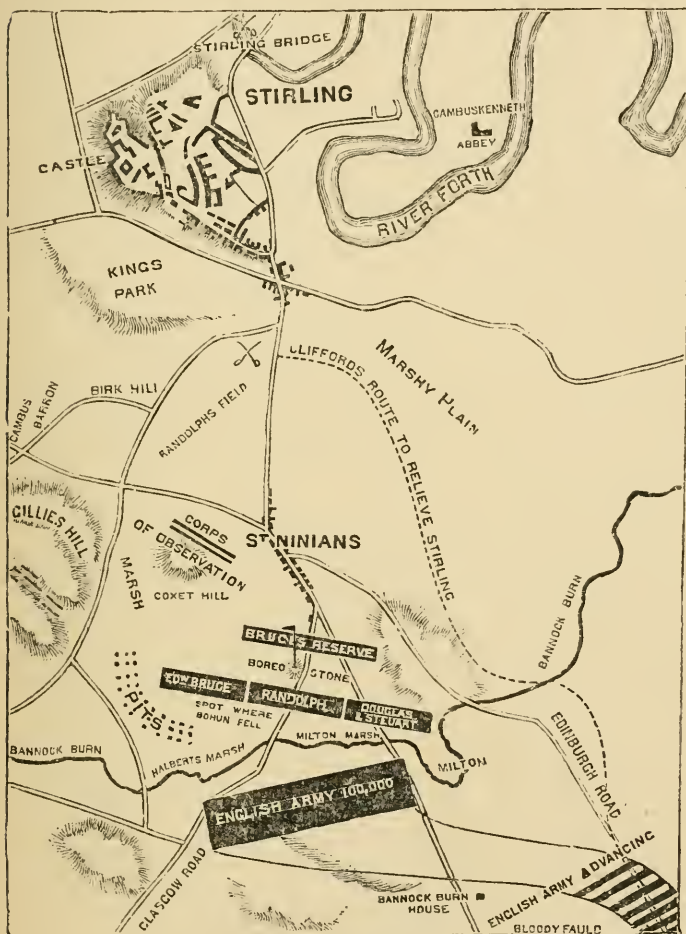 STIRLING BRIDGE
STIRLING
CAMBUSKENNETH
ABBEY
CASTLE
RIVER FORTH
KINGS
PARK
CLIFFORDS ROUTE TO RELIEVE STIRLING
MARSHY PLAIN
BIRK HILL
CAMBUS
BARRON
RANDOLPHS FIELD
GILLIES HILL
CORPS
OF OBSERVATION
ST NINIANS
MARSH
COXET HILL
BANNOCK BURN
BRUCES RESERVE
BORED STONE
EDW BRUCE
RANDOLPH
DOUGLAS
& STEUART
PITS
SPOT WHERE
BOHUN FELL
MILTON MARSH
BANNOCK BURN
HALBERTS MARSH
MILTON
EDINBURGH ROAD
ENGLISH ARMY 100,000
GLASGOW ROAD
BANNOCK BURN
HOUSE
ENGLISH ARMY ADVANCING
BLOODY FAULD